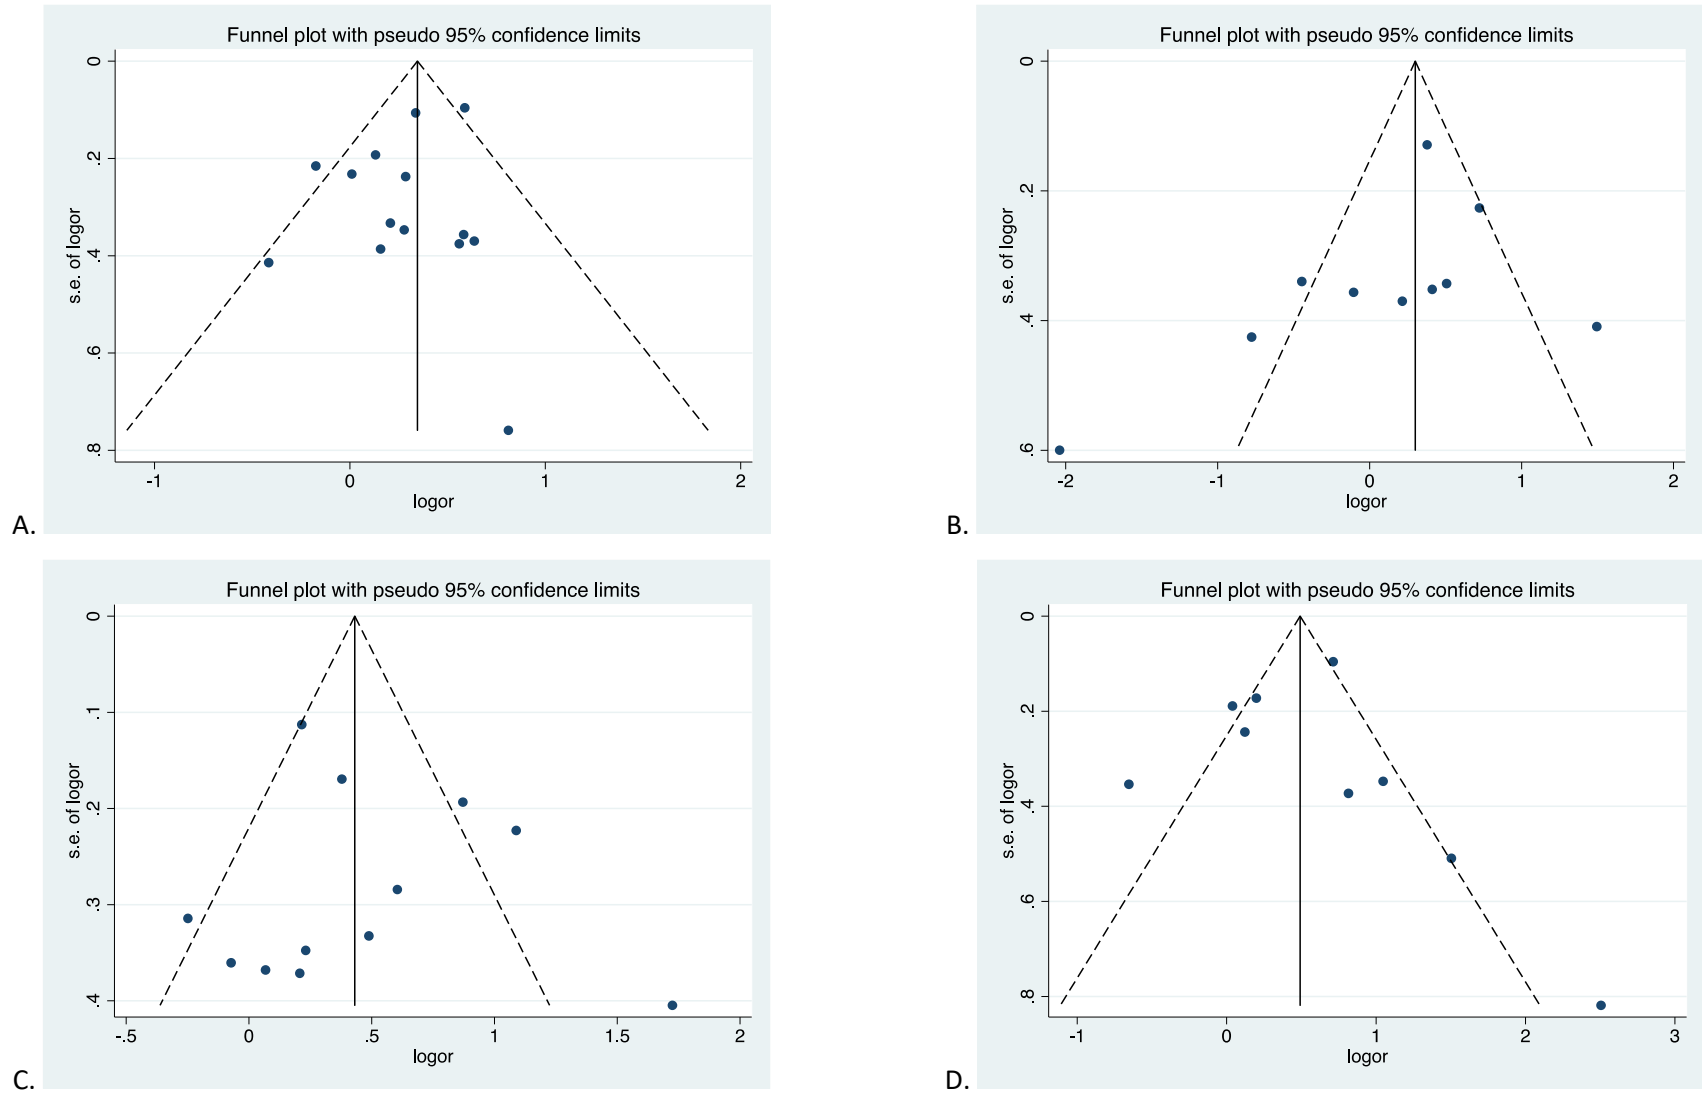 Funnel plot with pseudo 95% confidence limits
0
.2
.4
.6
.8
s.e. of logor
-1
0
1
2
logor
A.
Funnel plot with pseudo 95% confidence limits
0
.2
.4
.6
s.e. of logor
-2
-1
0
1
2
logor
B.
Funnel plot with pseudo 95% confidence limits
0
.1
.2
.3
.4
s.e. of logor
-.5
0
.5
1
1.5
2
logor
C.
Funnel plot with pseudo 95% confidence limits
0
.2
.4
.6
.8
s.e. of logor
-1
0
1
2
3
logor
D.